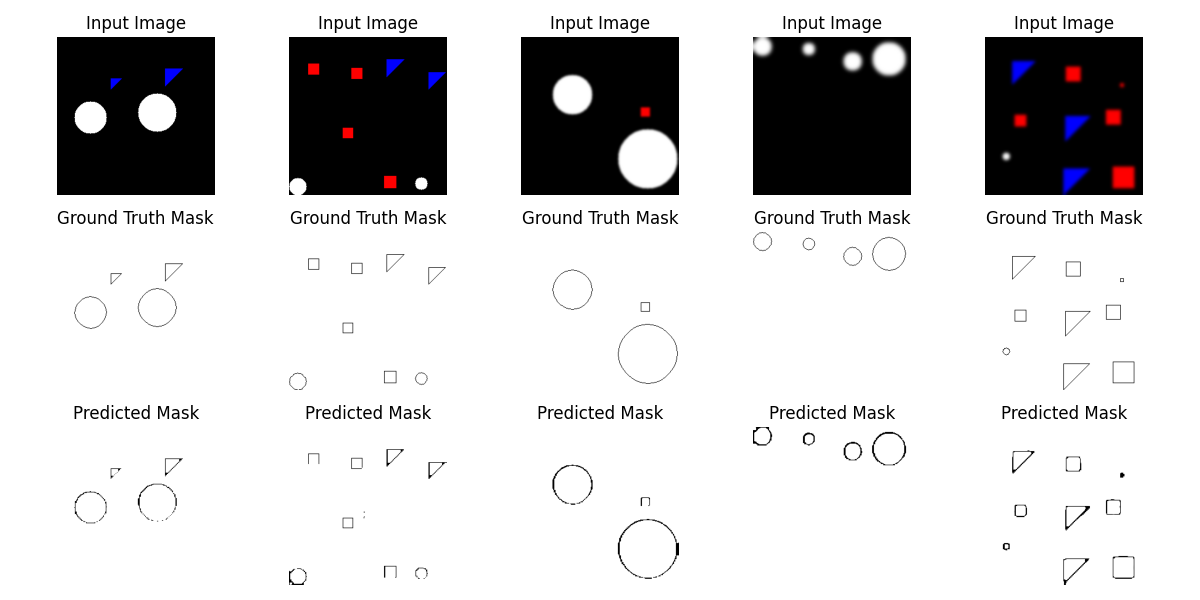 Input Image Input Image Input Image Input Image Input Image
Ground Truth Mask Ground Truth Mask Ground Truth Mask Ground Truth Mask Ground Truth Mask
Predicted Mask Predicted Mask Predicted Mask Predicted Mask Predicted Mask